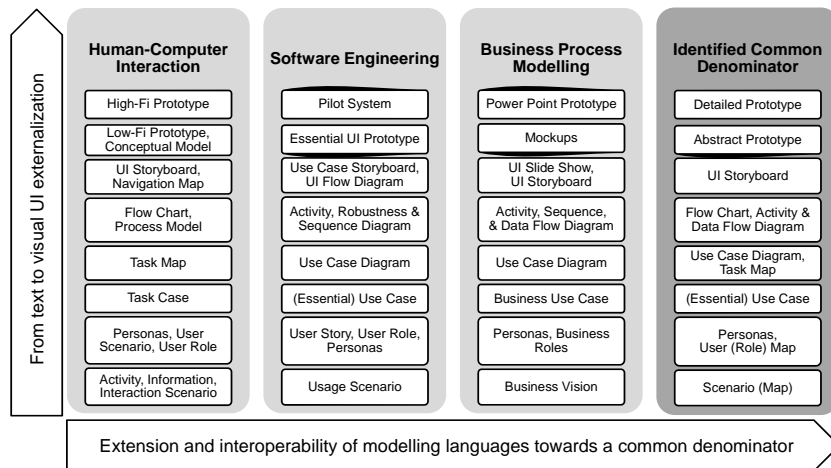 From text to visual UI externalization
Human-Computer
Interaction
High-Fi Prototype
Low-Fi Prototype,
Conceptual Model
UI Storyboard,
Navigation Map
Flow Chart,
Process Model
Task Map
Task Case
Personas, User
Scenario, User Role
Activity, Information,
Interaction Scenario
Software Engineering
Pilot System
Essential UI Prototype
Use Case Storyboard,
UI Flow Diagram
Activity, Robustness &
Sequence Diagram
Use Case Diagram
(Essential) Use Case
User Story, User Role,
Personas
Usage Scenario
Business Process
Modelling
Power Point Prototype
Mockups
UI Slide Show,
UI Storyboard
Activity, Sequence,
& Data Flow Diagram
Use Case Diagram
Business Use Case
Personas, Business
Roles
Business Vision
Identified Common
Denominator
Detailed Prototype
Abstract Prototype
UI Storyboard
Flow Chart, Activity &
Data Flow Diagram
Use Case Diagram,
Task Map
(Essential) Use Case
Personas,
User (Role) Map
Scenario (Map)
Extension and interoperability of modelling languages towards a common denominator